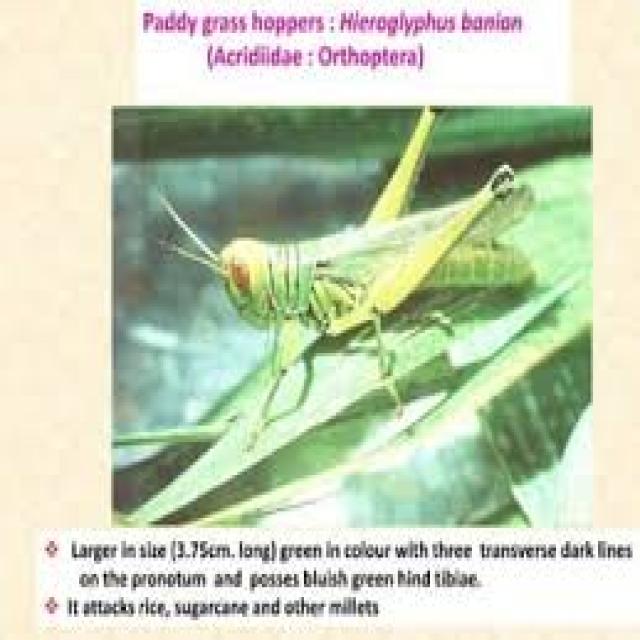 Paddy grass hoppers : Hieroglyphus banian
(Acridiidae : Orthoptera)
❖ Larger in size (3.75cm. long) green in colour with three transverse dark lines
on the pronotum and posses bluish green hind tibiae.
❖ It attacks rice, sugarcane and other millets